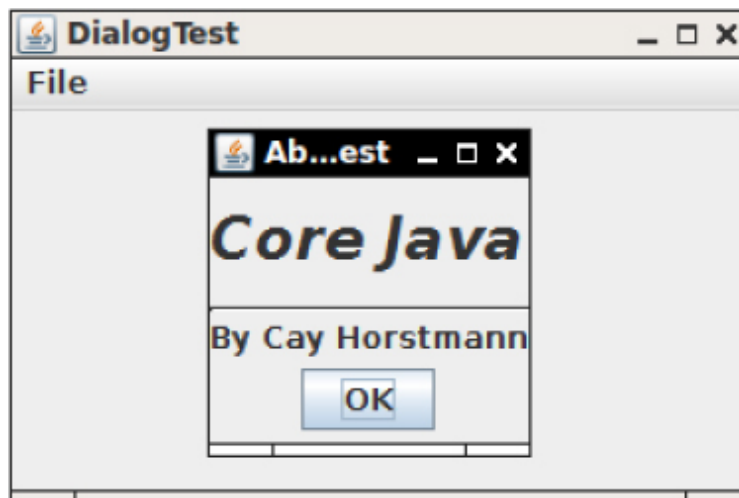 DialogTest
File
Ab...est
Core Java
By Cay Horstmann
OK